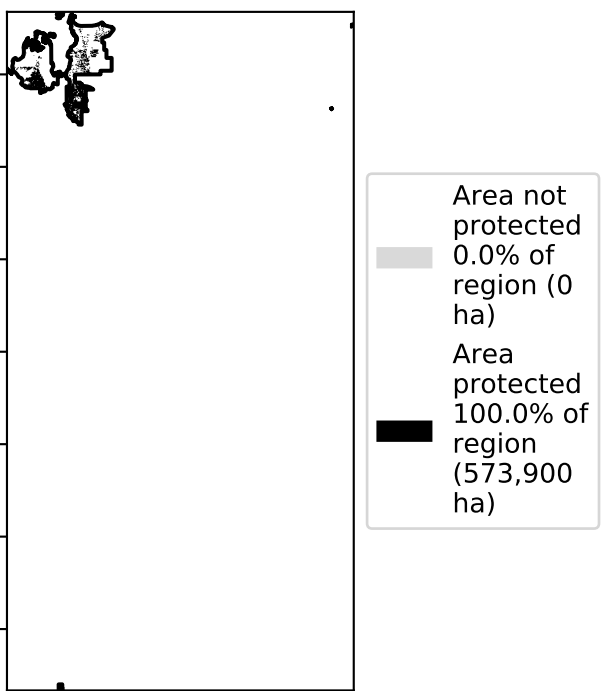 Area not
protected
0.0% of
region (0
ha)
Area
protected
100.0% of
region
(573,900
ha)